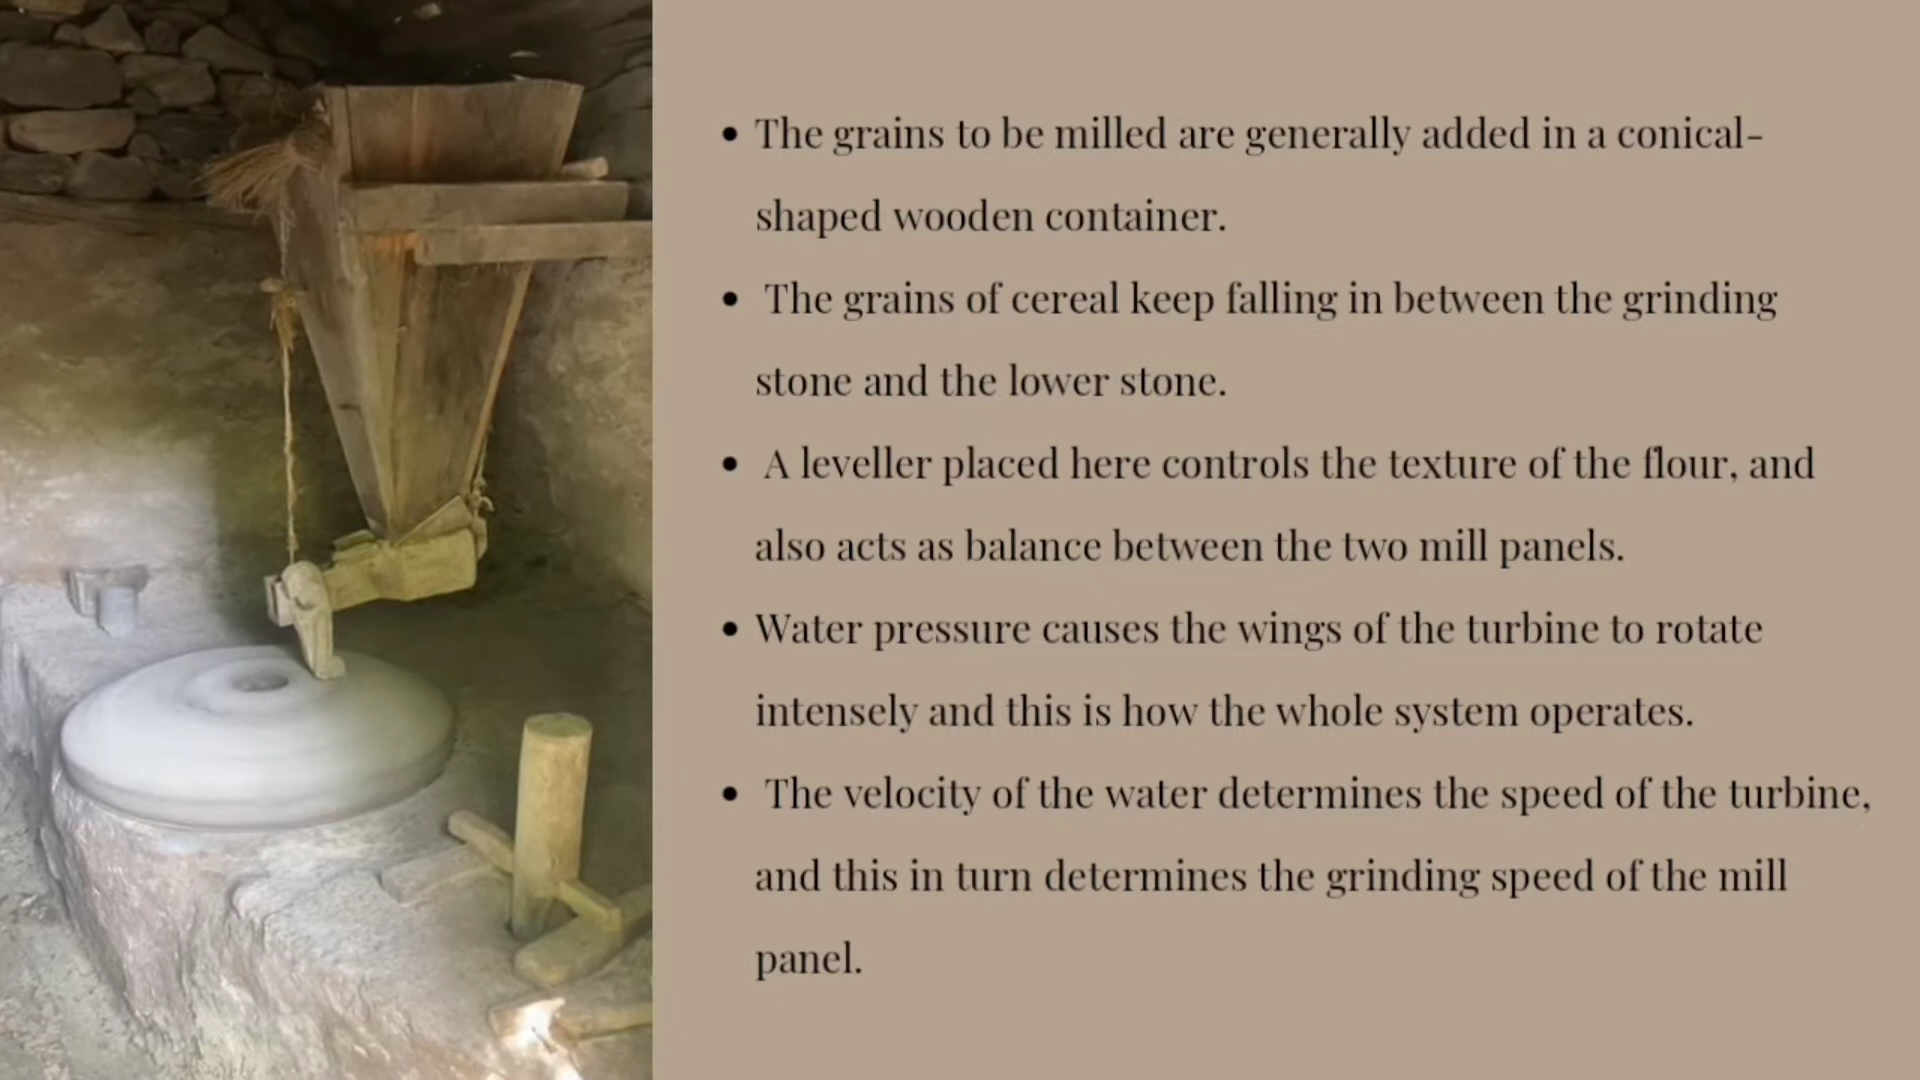 • The grains to be milled are generally added in a conical-
shaped wooden container.
• The grains of cereal keep falling in between the grinding
stone and the lower stone.
• A leveller placed here controls the texture of the flour, and
also acts as balance between the two mill panels.
• Water pressure causes the wings of the turbine to rotate
intensely and this is how the whole system operates.
• The velocity of the water determines the speed of the turbine,
and this in turn determines the grinding speed of the mill
panel.